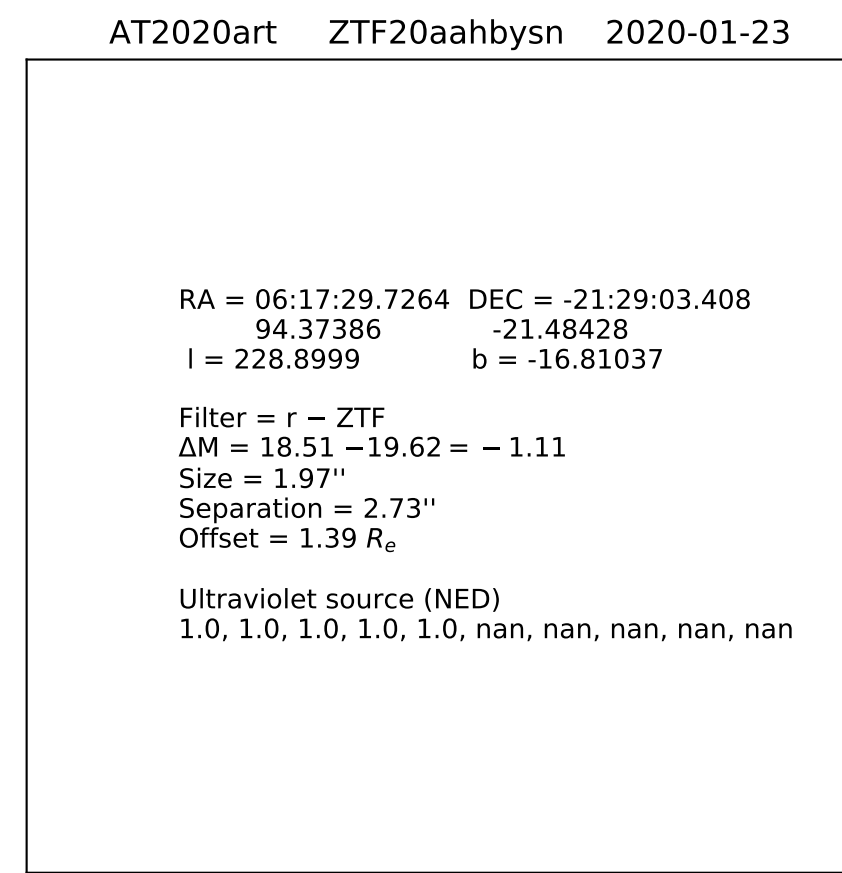 AT2020art ZTF20aahbysn 2020-01-23
RA = 06:17:29.7264 DEC = -21:29:03.408
94.37386 -21.48428
l = 228.8999 b = -16.81037
Filter = r − ZTF
ΔM = 18.51 −19.62 = − 1.11
Size = 1.97''
Separation = 2.73''
Offset = 1.39 Re
Ultraviolet source (NED)
1.0, 1.0, 1.0, 1.0, 1.0, nan, nan, nan, nan, nan